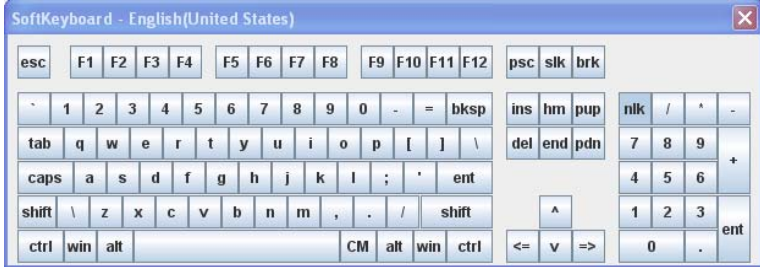 SoftKeyboard - English(United States)
esc F1 F2 F3 F4 F5 F6 F7 F8 F9 F10 F11 F12 psc slk brk
` 1 2 3 4 5 6 7 8 9 0 - = bksp ins hm pup nlk / * -
tab q w e r t y u i o p [ ] \ del end pdn 7 8 9 +
caps a s d f g h j k l ; ' ent 4 5 6
shift \ z x c v b n m , . / shift ^ 1 2 3 ent
ctrl win alt CM alt win ctrl <= v => 0 .